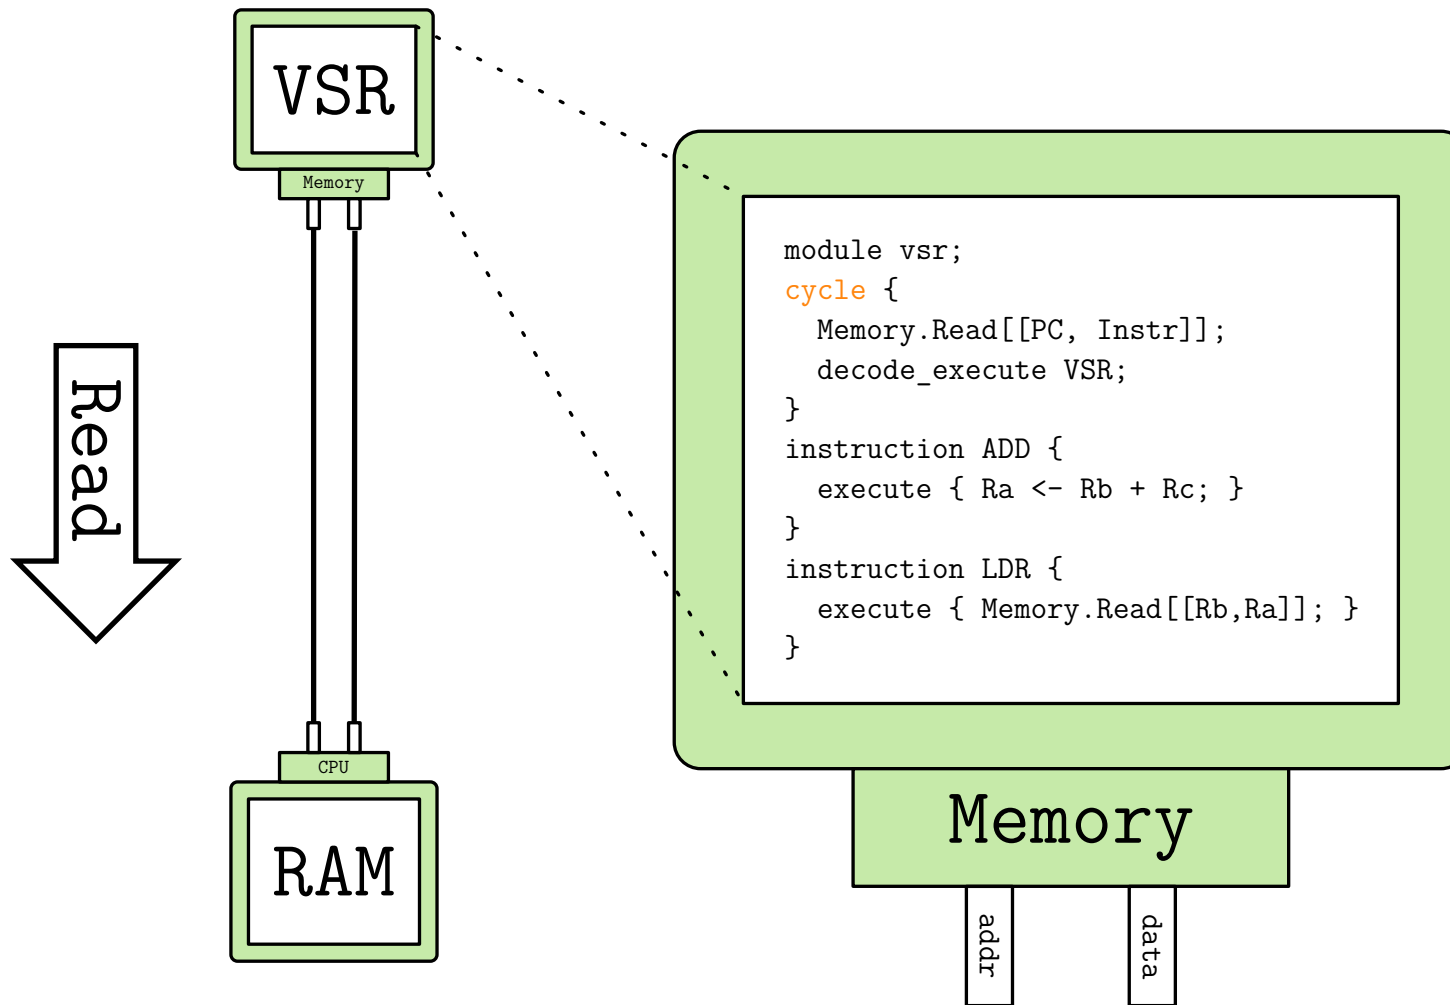 VSR
Memory
Read
CPU
RAM
module vsr;
cycle {
  Memory.Read[[PC, Instr]];
  decode_execute VSR;
}
instruction ADD {
  execute { Ra <- Rb + Rc; }
}
instruction LDR {
  execute { Memory.Read[[Rb,Ra]]; }
}
Memory
addr
data